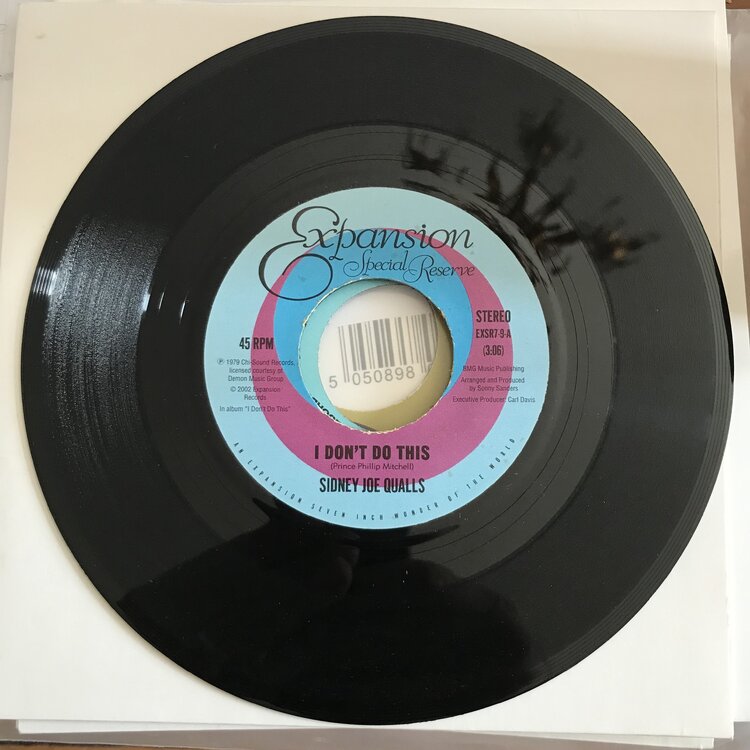 Expansion
Special Reserve
45 RPM
℗ 1979 Chi-Sound Records,
licensed courtesy of
Demon Music Group
© 2002 Expansion
Records
In album "I Don't Do This"
STEREO
EXSR7-9-A
(3:06)
BMG Music Publishing
Arranged and Produced
by Sonny Sanders
Executive Producer: Carl Davis
5 050898
I DON'T DO THIS
(Prince Phillip Mitchell)
SIDNEY JOE QUALLS
AN EXPANSION SEVEN INCH WONDER OF THE WORLD